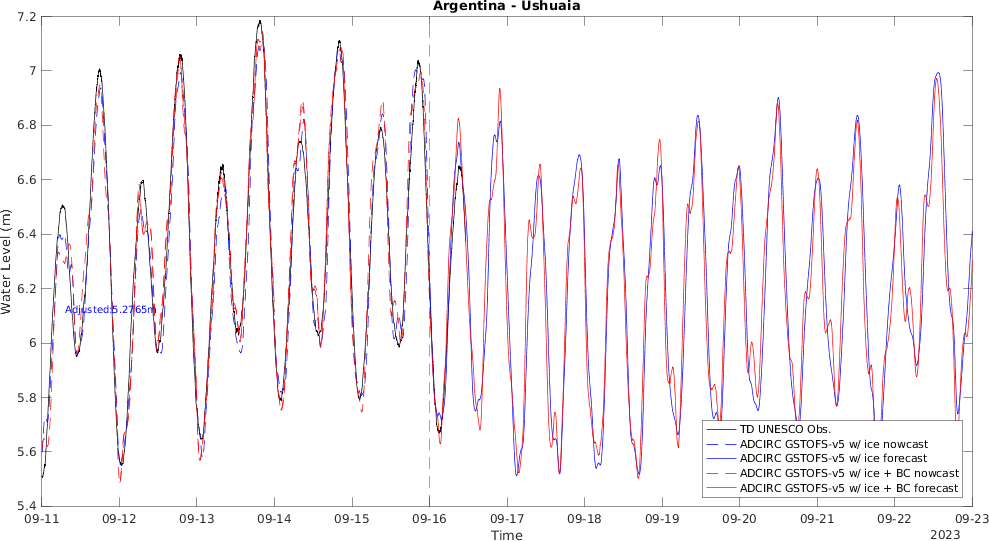 Argentina - Ushuaia
7.2
7
6.8
6.6
6.4
6.2
6
5.8
5.6
5.4
Water Level (m)
Adjusted:5.2765m
TD UNESCO Obs.
ADCIRC GSTOFS-v5 w/ ice nowcast
ADCIRC GSTOFS-v5 w/ ice forecast
ADCIRC GSTOFS-v5 w/ ice + BC nowcast
ADCIRC GSTOFS-v5 w/ ice + BC forecast
09-11 09-12 09-13 09-14 09-15 09-16 09-17 09-18 09-19 09-20 09-21 09-22 09-23
Time
2023